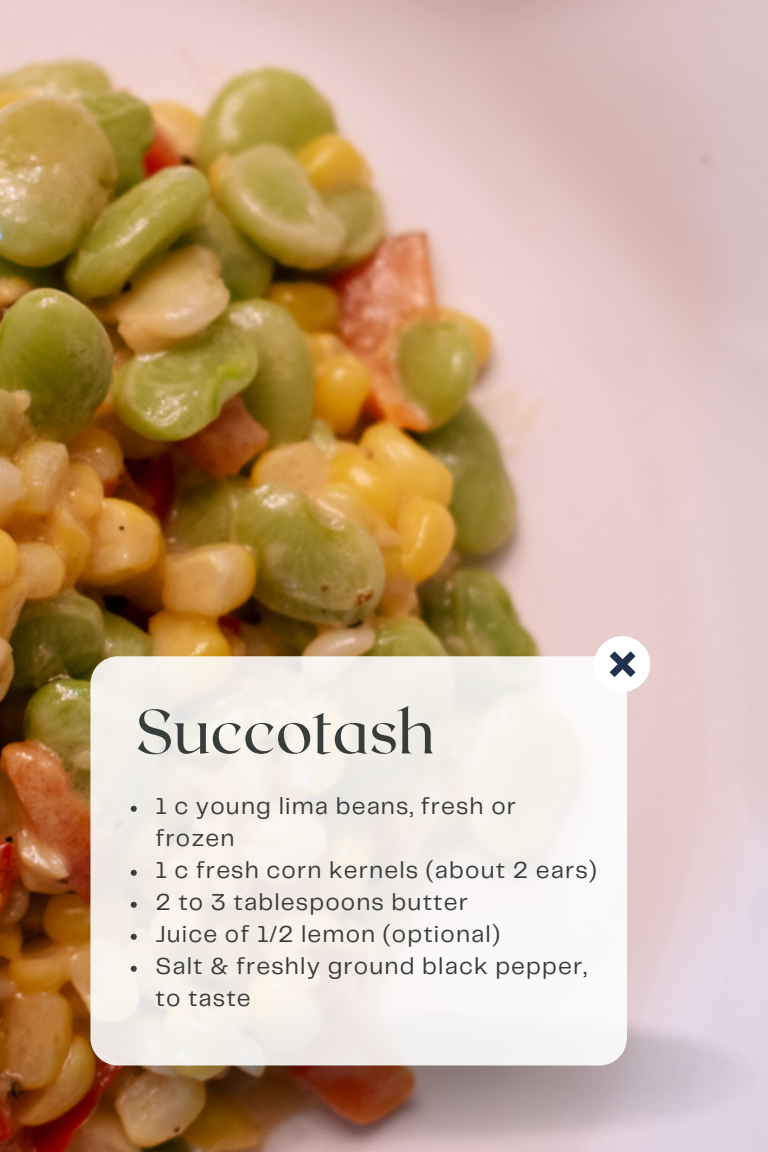 Succotash
• 1 c young lima beans, fresh or
frozen
• 1 c fresh corn kernels (about 2 ears)
• 2 to 3 tablespoons butter
• Juice of 1/2 lemon (optional)
• Salt & freshly ground black pepper,
to taste